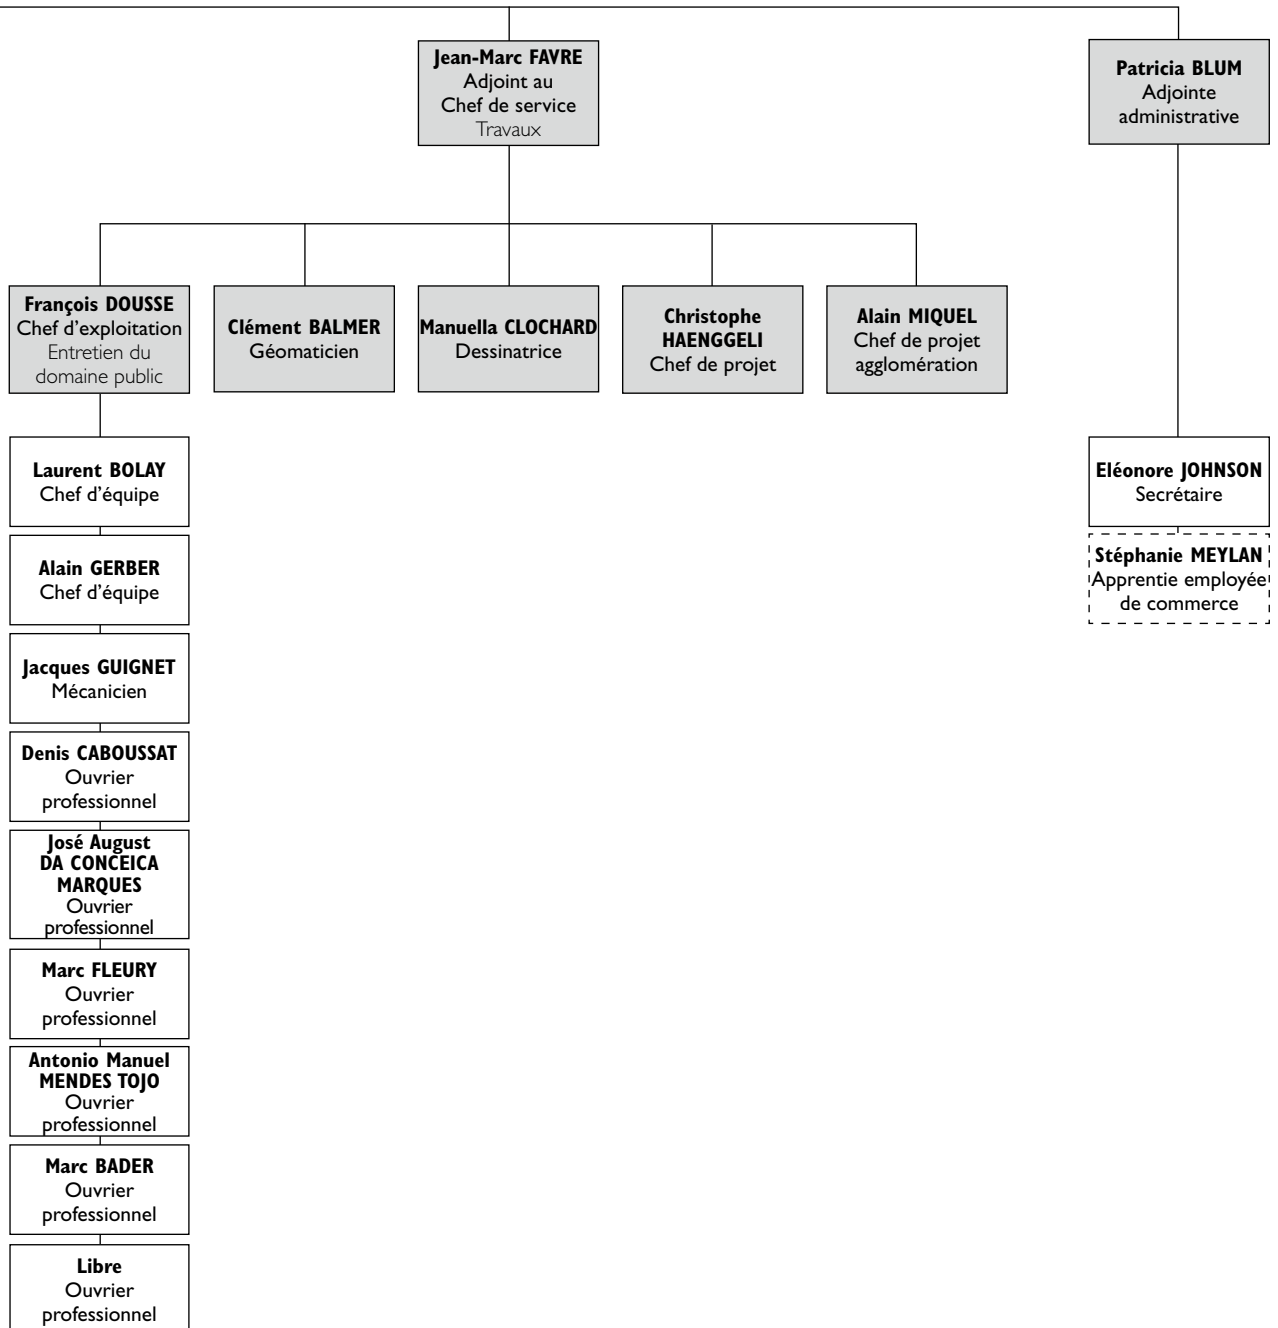 Jean-Marc FAVRE
Adjoint au
Chef de service
Travaux
Patricia BLUM
Adjointe
administrative
François DOUSSE
Chef d'exploitation
Entretien du
domaine public
Clément BALMER
Géomaticien
Manuella CLOCHARD
Dessinatrice
Christophe
HAENGGELI
Chef de projet
Alain MIQUEL
Chef de projet
agglomération
Laurent BOLAY
Chef d'équipe
Alain GERBER
Chef d'équipe
Jacques GUIGNET
Mécanicien
Denis CABOUSSAT
Ouvrier
professionnel
José August
DA CONCEICA
MARQUES
Ouvrier
professionnel
Marc FLEURY
Ouvrier
professionnel
Antonio Manuel
MENDES TOJO
Ouvrier
professionnel
Marc BADER
Ouvrier
professionnel
Libre
Ouvrier
professionnel
Eléonore JOHNSON
Secrétaire
Stéphanie MEYLAN
Apprentie employée
de commerce